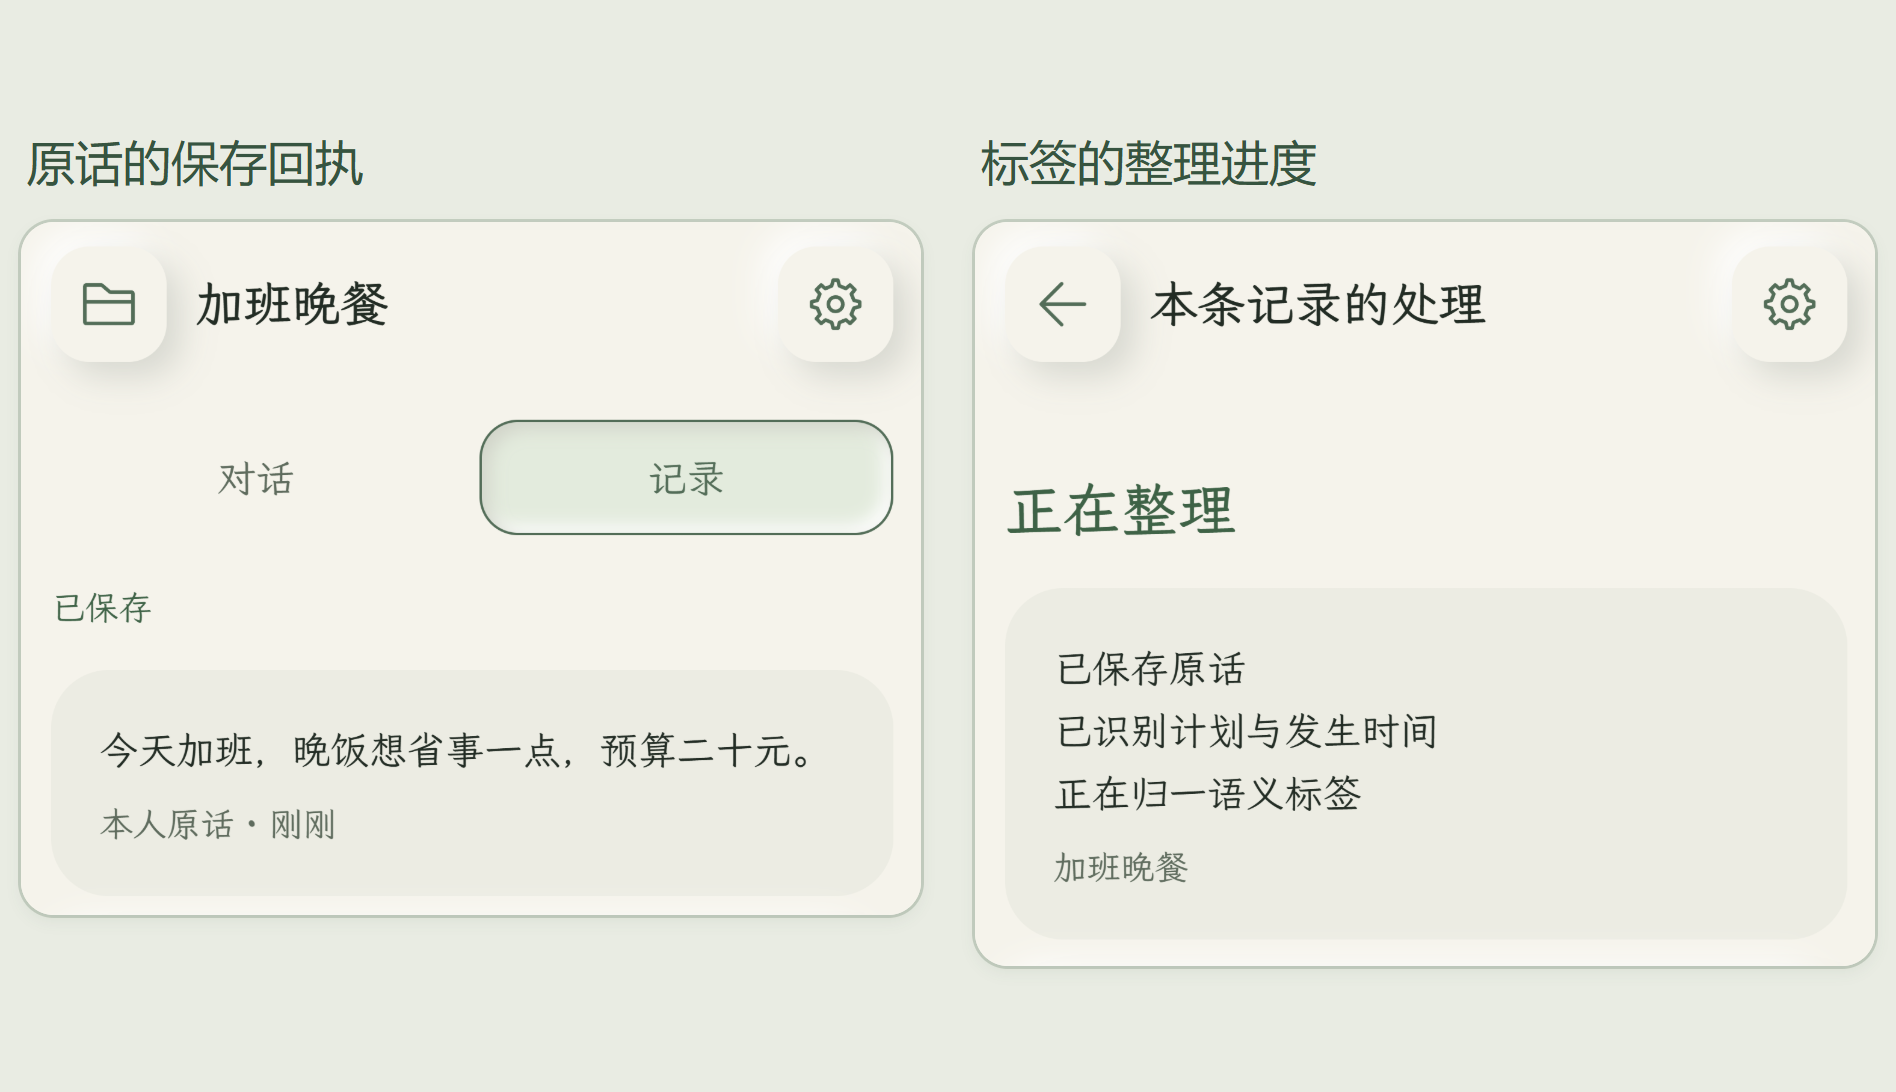 原话的保存回执
加班晚餐
对话
记录
已保存
今天加班，晚饭想省事一点，预算二十元。
本人原话·刚刚
标签的整理进度
本条记录的处理
正在整理
已保存原话
已识别计划与发生时间
正在归一语义标签
加班晚餐